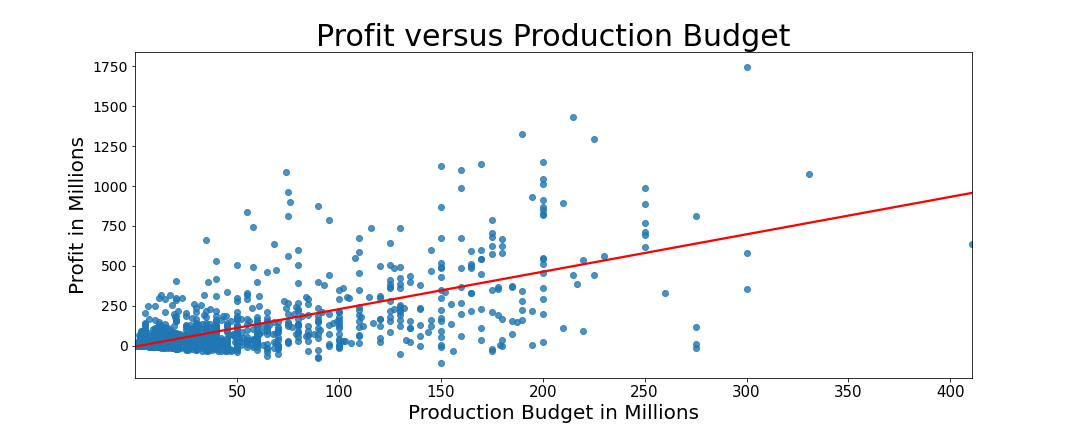 Profit versus Production Budget
1750
1500
1250
1000
750
500
250
0
Profit in Millions
50 100 150 200 250 300 350 400
Production Budget in Millions